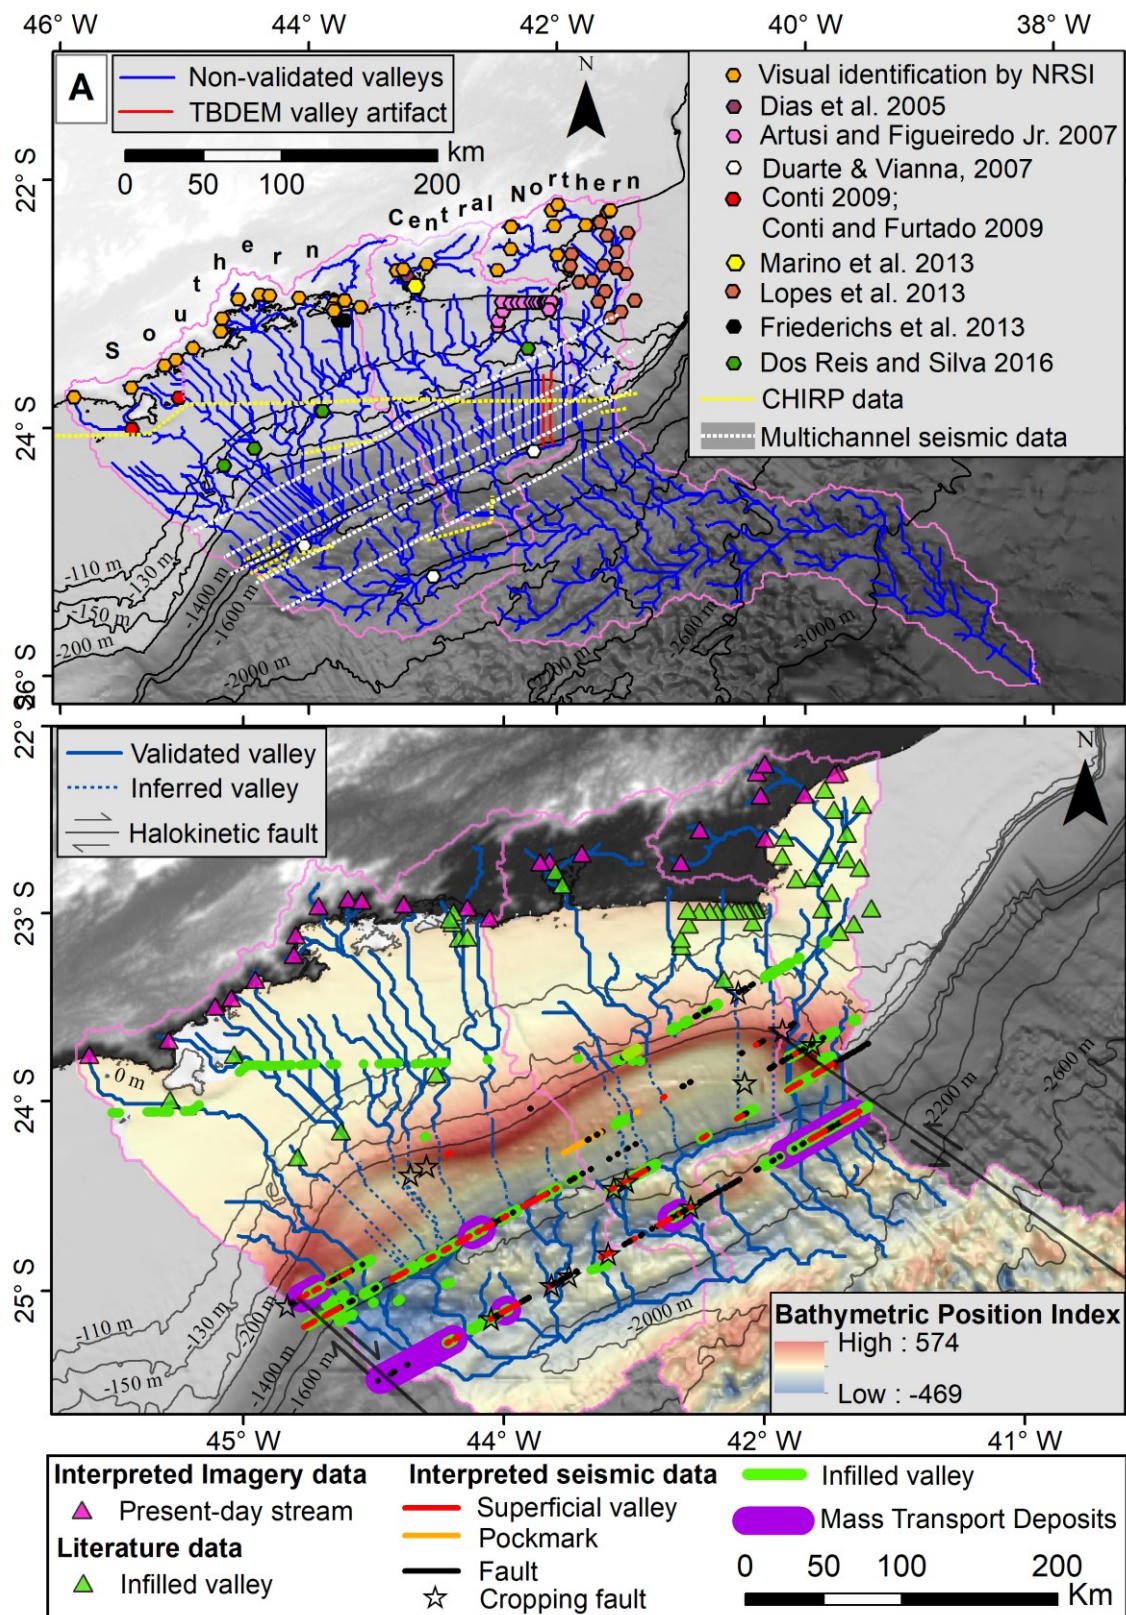 46° W 44° W 42° W 40° W 38° W
A
Non-validated valleys
TBDEM valley artifact
km
0 50 100 200
N
Visual identification by NRSI
Dias et al. 2005
Artusi and Figueiredo Jr. 2007
Duarte & Vianna, 2007
Conti 2009;
Conti and Furtado 2009
Marino et al. 2013
Lopes et al. 2013
Friederichs et al. 2013
Dos Reis and Silva 2016
CHIRP data
Multichannel seismic data
22° S
24° S
26° S
Southern
Central
Northern
-110 m
-130 m
-150 m
-200 m
-1400 m
-1600 m
-2000 m
-2600 m
-3000 m
22° S
23° S
24° S
25° S
Validated valley
Inferred valley
Halokinetic fault
N
0 m
-110 m
-130 m
-150 m
-200 m
-1400 m
-1600 m
-2000 m
-2200 m
-2600 m
Bathymetric Position Index
High : 574
Low : -469
45° W 44° W 42° W 41° W
Interpreted Imagery data
Present-day stream
Literature data
Infilled valley
Interpreted seismic data
Superficial valley
Pockmark
Fault
Cropping fault
Infilled valley
Mass Transport Deposits
0 50 100 200
Km